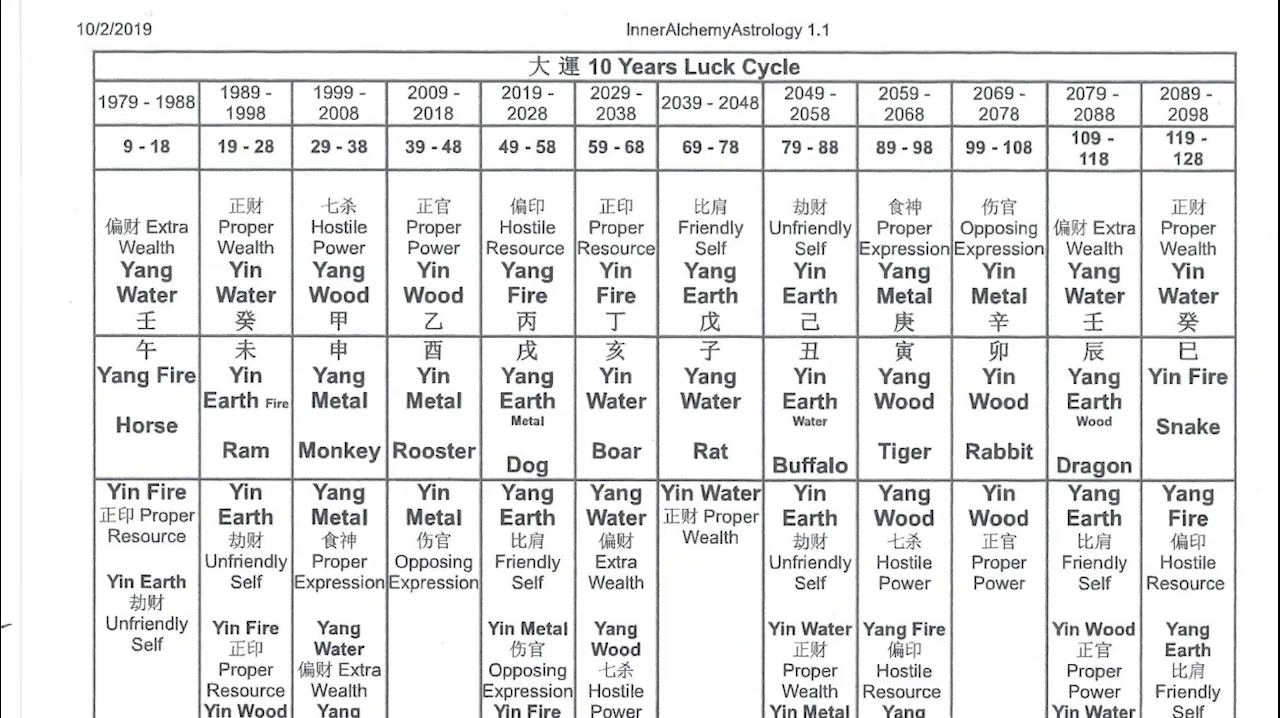 10/2/2019 InnerAlchemyAstrology 1.1
大 運 10 Years Luck Cycle
1979 - 1988
1989 - 1998
1999 - 2008
2009 - 2018
2019 - 2028
2029 - 2038
2039 - 2048
2049 - 2058
2059 - 2068
2069 - 2078
2079 - 2088
2089 - 2098
9 - 18
19 - 28
29 - 38
39 - 48
49 - 58
59 - 68
69 - 78
79 - 88
89 - 98
99 - 108
109 - 118
119 - 128
偏财 Extra
Wealth
Yang
Water
壬
正财
Proper
Wealth
Yin
Water
癸
七杀
Hostile
Power
Yang
Wood
甲
正官
Proper
Power
Yin
Wood
乙
偏印
Hostile
Resource
Yang
Fire
丙
正印
Proper
Resource
Yin
Fire
丁
比肩
Friendly
Self
Yang
Earth
戊
劫财
Unfriendly
Self
Yin
Earth
己
食神
Proper
Expression
Yang
Metal
庚
伤官
Opposing
Expression
Yin
Metal
辛
偏财 Extra
Wealth
Yang
Water
壬
正财
Proper
Wealth
Yin
Water
癸
午
Yang Fire
Horse
未
Yin
Earth Fire
Ram
申
Yang
Metal
Monkey
酉
Yin
Metal
Rooster
戌
Yang
Earth
Metal
Dog
亥
Yin
Water
Boar
子
Yang
Water
Rat
丑
Yin
Earth
Water
Buffalo
寅
Yang
Wood
Tiger
卯
Yin
Wood
Rabbit
辰
Yang
Earth
Wood
Dragon
巳
Yin Fire
Snake
Yin Fire
正印 Proper
Resource
Yin Earth
劫财
Unfriendly
Self
Yin
Earth
劫财
Unfriendly
Self
Yin Fire
正印
Proper
Resource
Yin Wood
Yang
Metal
食神
Proper
Expression
Yang
Water
偏财 Extra
Wealth
Yang
Yin
Metal
伤官
Opposing
Expression
Yang
Earth
比肩
Friendly
Self
Yin Metal
伤官
Opposing
Expression
Yin Fire
Yang
Water
偏财
Extra
Wealth
Yang
Wood
七杀
Hostile
Power
Yin Water
正财 Proper
Wealth
Yin
Earth
劫财
Unfriendly
Self
Yin Water
正财
Proper
Wealth
Yin Metal
Yang
Wood
七杀
Hostile
Power
Yang Fire
偏印
Hostile
Resource
Yang
Yin
Wood
正官
Proper
Power
Yang
Earth
比肩
Friendly
Self
Yin Wood
正官
Proper
Power
Yin Water
Yang
Fire
偏印
Hostile
Resource
Yang
Earth
比肩
Friendly
Self